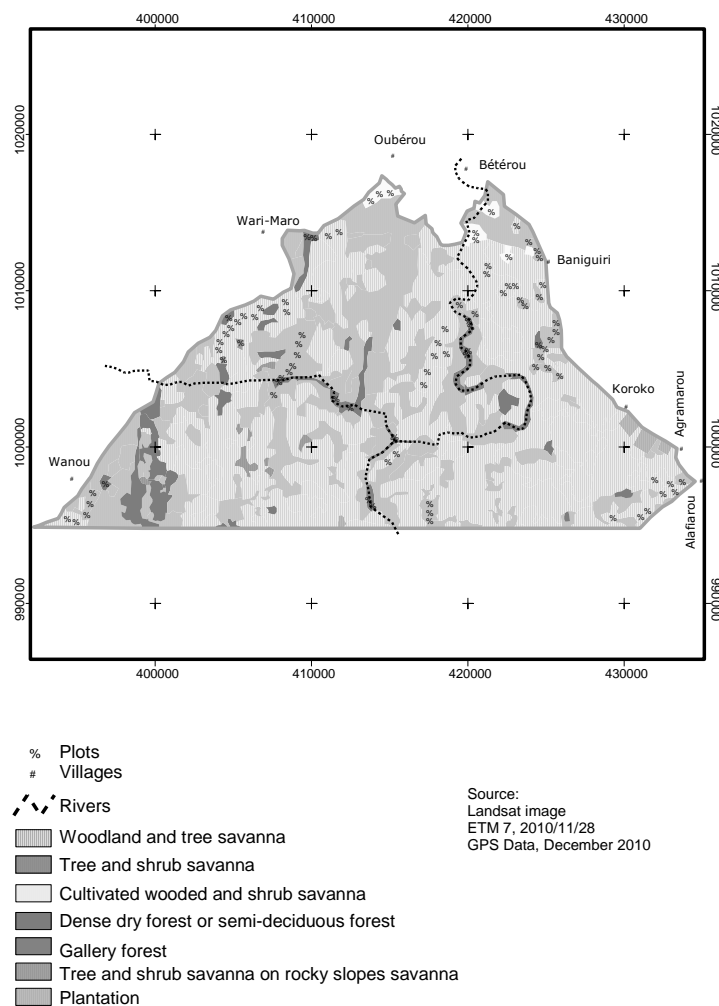 400000 410000 420000 430000
1020000 1020000
Oubérou
Bétérou
Wari-Maro
Baniguiri
1010000 1010000
Koroko
Agramarou
1000000 1000000
Wanou
Alafiarou
990000 990000
400000 410000 420000 430000
% Plots
# Villages
Rivers
Woodland and tree savanna
Tree and shrub savanna
Cultivated wooded and shrub savanna
Dense dry forest or semi-deciduous forest
Gallery forest
Tree and shrub savanna on rocky slopes savanna
Plantation
Source:
Landsat image
ETM 7, 2010/11/28
GPS Data, December 2010